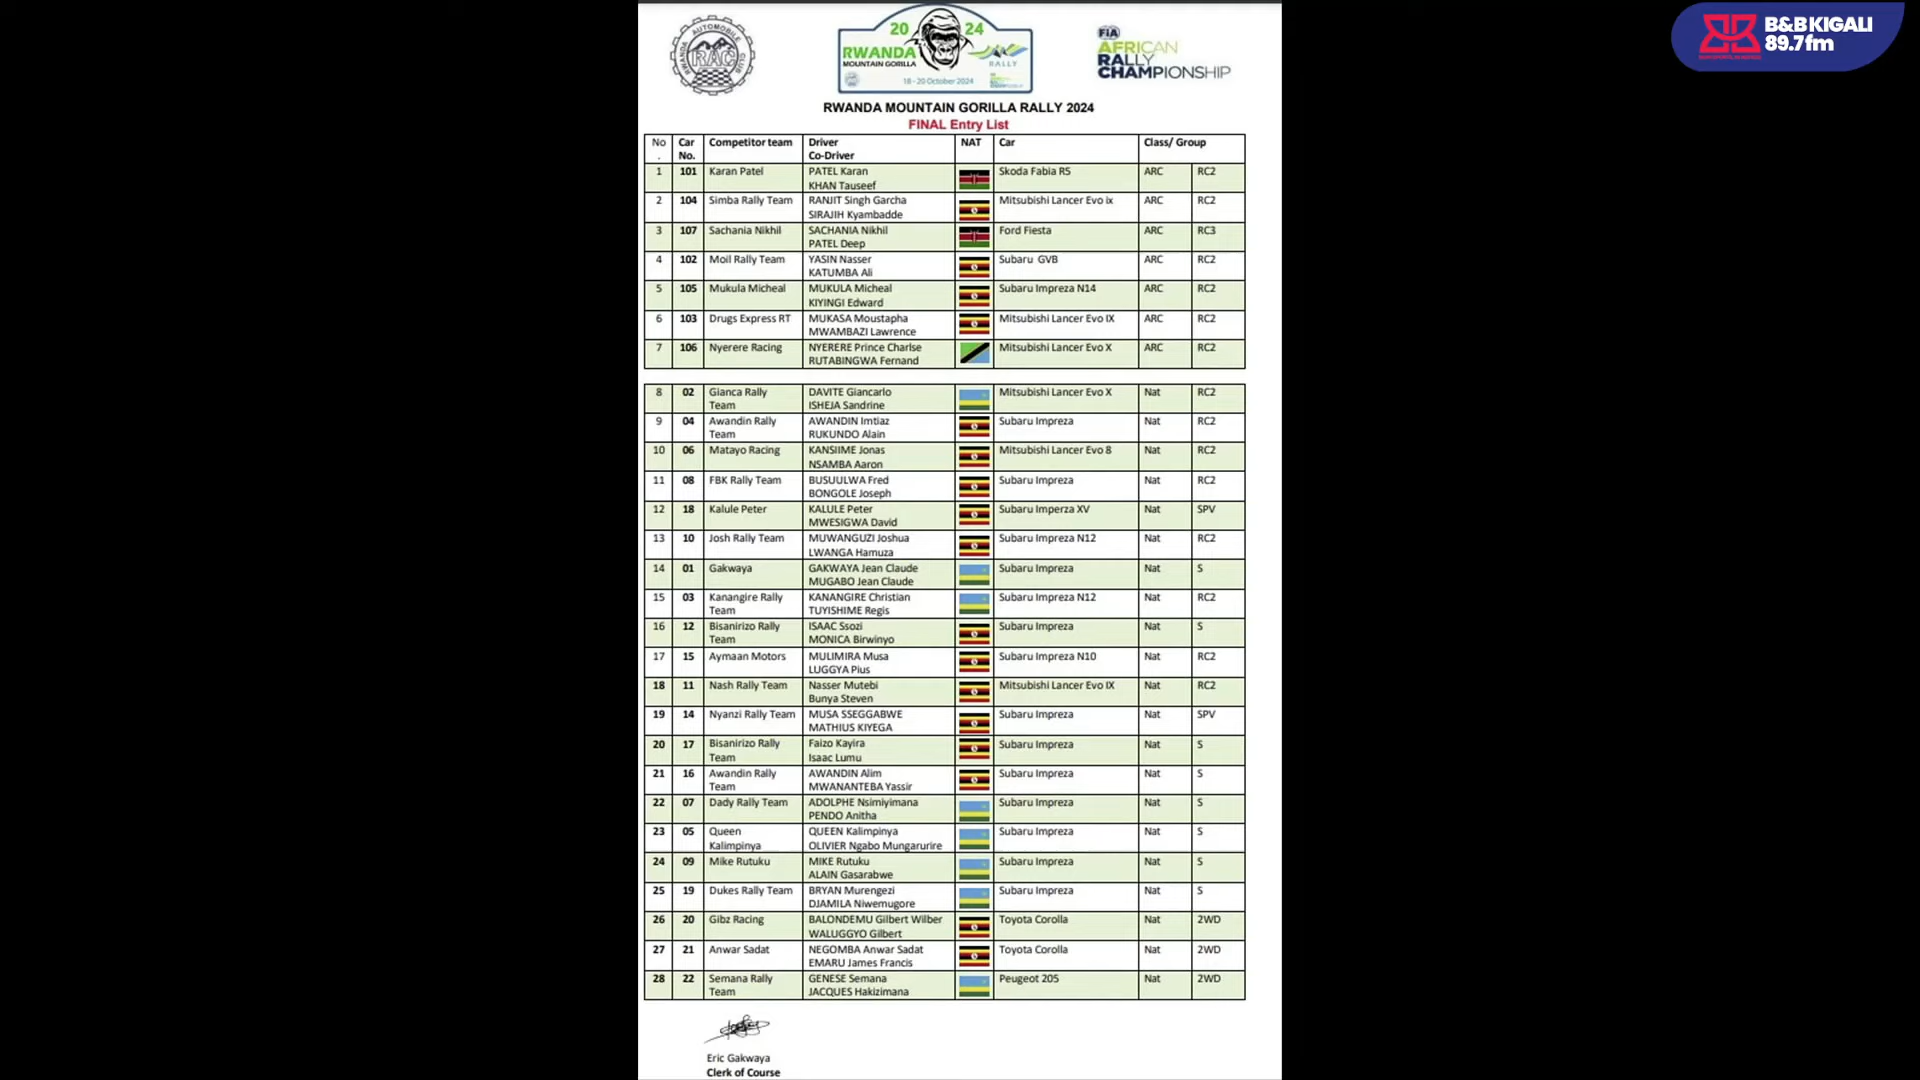 B&B KIGALI
89.7fm
RWANDA AUTOMOBILE CLUB
RAC
20 24
RWANDA
MOUNTAIN GORILLA
RALLY
18 - 20 October 2024
FIA
AFRICAN
RALLY
CHAMPIONSHIP
RWANDA MOUNTAIN GORILLA RALLY 2024
FINAL Entry List
No. Car No. Competitor team Driver Co-Driver NAT Car Class/ Group
1 101 Karan Patel PATEL Karan Skoda Fabia R5 ARC RC2
KHAN Tauseef
2 104 Simba Rally Team RANJIT Singh Garcha Mitsubishi Lancer Evo ix ARC RC2
SIRAJIH Kyambadde
3 107 Sachania Nikhil SACHANIA Nikhil Ford Fiesta ARC RC3
PATEL Deep
4 102 Moil Rally Team YASIN Nasser Subaru GVB ARC RC2
KATUMBA Ali
5 105 Mukula Micheal MUKULA Micheal Subaru Impreza N14 ARC RC2
KIYINGI Edward
6 103 Drugs Express RT MUKASA Moustapha Mitsubishi Lancer Evo IX ARC RC2
MWAMBAZI Lawrence
7 106 Nyerere Racing NYERERE Prince Charlse Mitsubishi Lancer Evo X ARC RC2
RUTABINGWA Fernand
8 02 Gianca Rally DAVITE Giancarlo Mitsubishi Lancer Evo X Nat RC2
Team ISHEJA Sandrine
9 04 Awandin Rally AWANDIN Imtiaz Subaru Impreza Nat RC2
Team RUKUNDO Alain
10 06 Matayo Racing KANSIIME Jonas Mitsubishi Lancer Evo 8 Nat RC2
NSAMBA Aaron
11 08 FBK Rally Team BUSUULWA Fred Subaru Impreza Nat RC2
BONGOLE Joseph
12 18 Kalule Peter KALULE Peter Subaru Imperza XV Nat SPV
MWESIGWA David
13 10 Josh Rally Team MUWANGUZI Joshua Subaru Impreza N12 Nat RC2
LWANGA Hamuza
14 01 Gakwaya GAKWAYA Jean Claude Subaru Impreza Nat S
MUGABO Jean Claude
15 03 Kanangire Rally KANANGIRE Christian Subaru Impreza N12 Nat RC2
Team TUYISHIME Regis
16 12 Bisanirizo Rally ISAAC Ssozi Subaru Impreza Nat S
Team MONICA Birwinyo
17 15 Aymaan Motors MULIMIRA Musa Subaru Impreza N10 Nat RC2
LUGGYA Pius
18 11 Nash Rally Team Nasser Mutebi Mitsubishi Lancer Evo IX Nat RC2
Bunya Steven
19 14 Nyanzi Rally Team MUSA SSEGGABWE Subaru Impreza Nat SPV
MATHIUS KIYEGA
20 17 Bisanirizo Rally Faizo Kayira Subaru Impreza Nat S
Team Isaac Lumu
21 16 Awandin Rally AWANDIN Alim Subaru Impreza Nat S
Team MWANANTEBA Yassir
22 07 Dady Rally Team ADOLPHE Nsimiyimana Subaru Impreza Nat S
PENDO Anitha
23 05 Queen QUEEN Kalimpinya Subaru Impreza Nat S
Kalimpinya OLIVIER Ngabo Mungarurire
24 09 Mike Rutuku MIKE Rutuku Subaru Impreza Nat S
ALAIN Gasarabwe
25 19 Dukes Rally Team BRYAN Murengezi Subaru Impreza Nat S
DJAMILA Niwemugore
26 20 Gibz Racing BALONDEMU Gilbert Wilber Toyota Corolla Nat 2WD
WALUGGYO Gilbert
27 21 Anwar Sadat NEGOMBA Anwar Sadat Toyota Corolla Nat 2WD
EMARU James Francis
28 22 Semana Rally GENESE Semana Peugeot 205 Nat 2WD
Team JACQUES Hakizimana
Eric Gakwaya
Clerk of Course